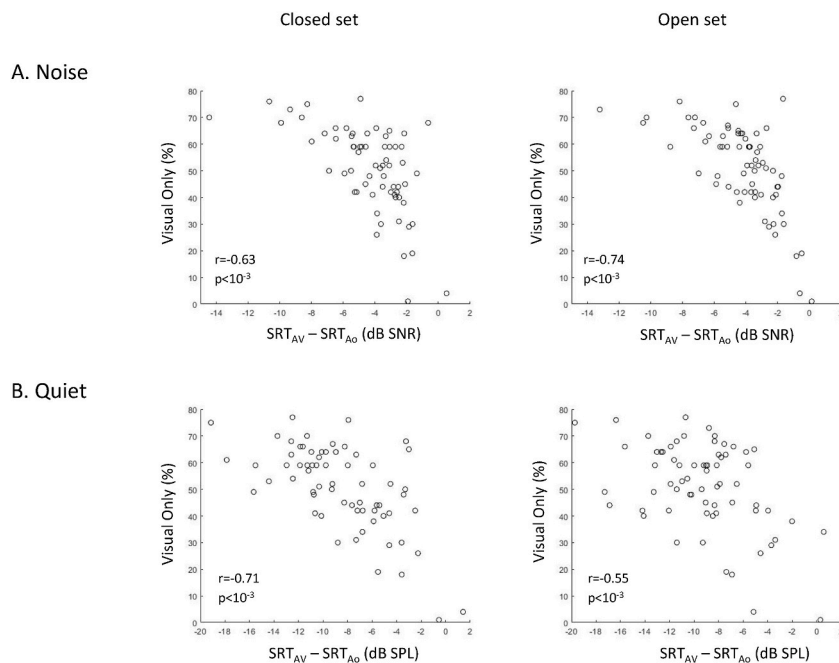 Closed set
Open set
A. Noise
80
70
60
50
40
30
20
10
0
Visual Only (%)
r=-0.63
p<10⁻³
-14 -12 -10 -8 -6 -4 -2 0 2
SRT_AV – SRT_Ao (dB SNR)
80
70
60
50
40
30
20
10
0
Visual Only (%)
r=-0.74
p<10⁻³
-14 -12 -10 -8 -6 -4 -2 0 2
SRT_AV – SRT_Ao (dB SNR)
B. Quiet
80
70
60
50
40
30
20
10
0
Visual Only (%)
r=-0.71
p<10⁻³
-20 -18 -16 -14 -12 -10 -8 -6 -4 -2 0 2
SRT_AV – SRT_Ao (dB SPL)
80
70
60
50
40
30
20
10
0
Visual Only (%)
r=-0.55
p<10⁻³
-20 -18 -16 -14 -12 -10 -8 -6 -4 -2 0 2
SRT_AV – SRT_Ao (dB SPL)